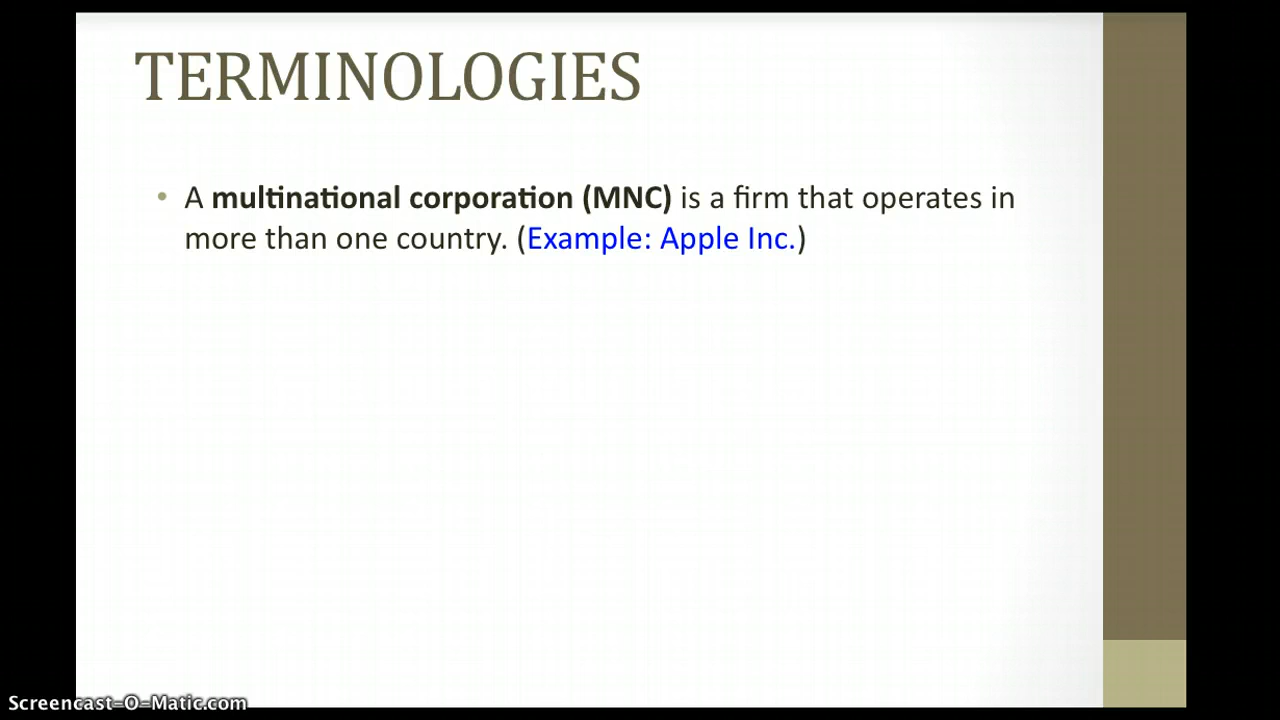 TERMINOLOGIES
• A multinational corporation (MNC) is a firm that operates in
more than one country. (Example: Apple Inc.)
Screencast-O-Matic.com